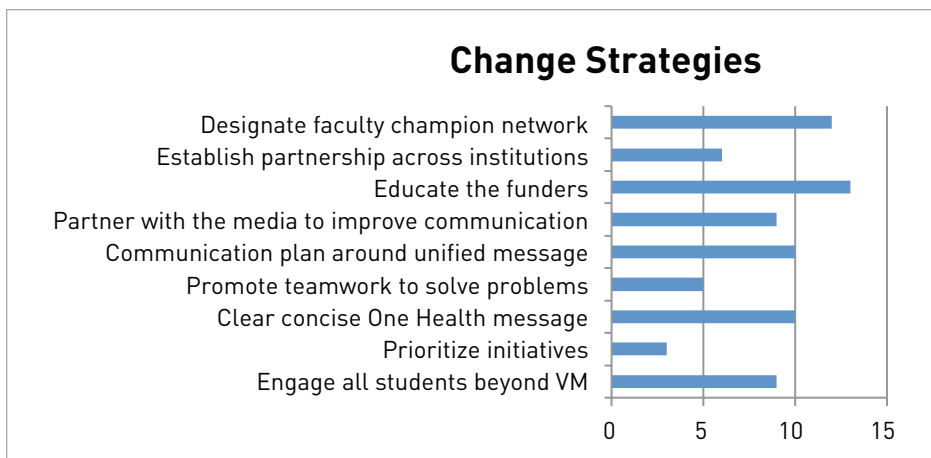 Change Strategies
Designate faculty champion network
Establish partnership across institutions
Educate the funders
Partner with the media to improve communication
Communication plan around unified message
Promote teamwork to solve problems
Clear concise One Health message
Prioritize initiatives
Engage all students beyond VM
0 5 10 15